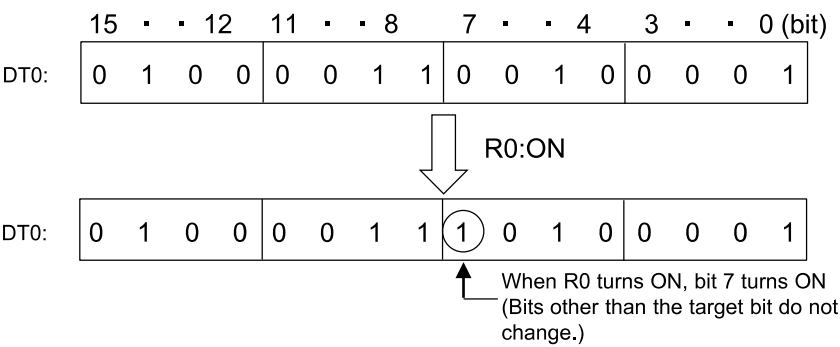 15 · · 12 11 · · 8 7 · · 4 3 · · 0 (bit)
DT0: 0 1 0 0 0 0 1 1 0 0 1 0 0 0 0 1
R0:ON
DT0: 0 1 0 0 0 0 1 1 1 0 1 0 0 0 0 1
When R0 turns ON, bit 7 turns ON
(Bits other than the target bit do not
change.)